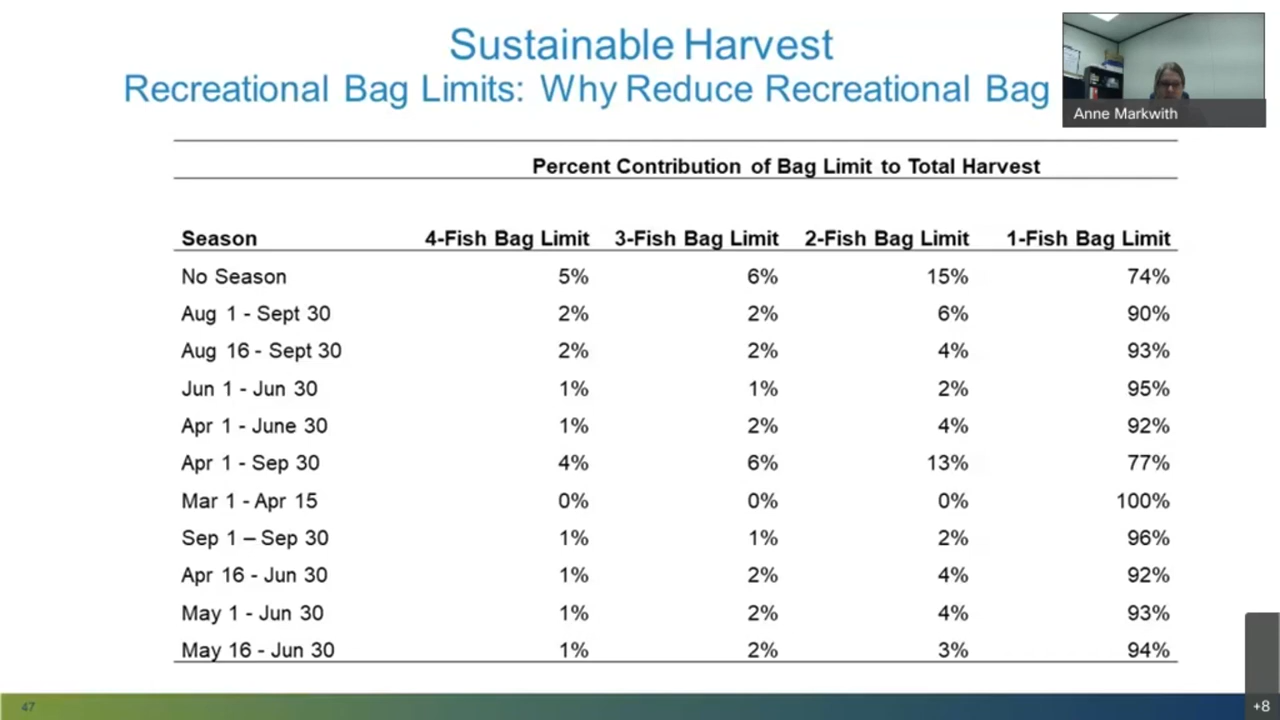 Sustainable Harvest
Recreational Bag Limits: Why Reduce Recreational Bag
Anne Markwith
Percent Contribution of Bag Limit to Total Harvest
Season 4-Fish Bag Limit 3-Fish Bag Limit 2-Fish Bag Limit 1-Fish Bag Limit
No Season 5% 6% 15% 74%
Aug 1 - Sept 30 2% 2% 6% 90%
Aug 16 - Sept 30 2% 2% 4% 93%
Jun 1 - Jun 30 1% 1% 2% 95%
Apr 1 - June 30 1% 2% 4% 92%
Apr 1 - Sep 30 4% 6% 13% 77%
Mar 1 - Apr 15 0% 0% 0% 100%
Sep 1 – Sep 30 1% 1% 2% 96%
Apr 16 - Jun 30 1% 2% 4% 92%
May 1 - Jun 30 1% 2% 4% 93%
May 16 - Jun 30 1% 2% 3% 94%
47
+8